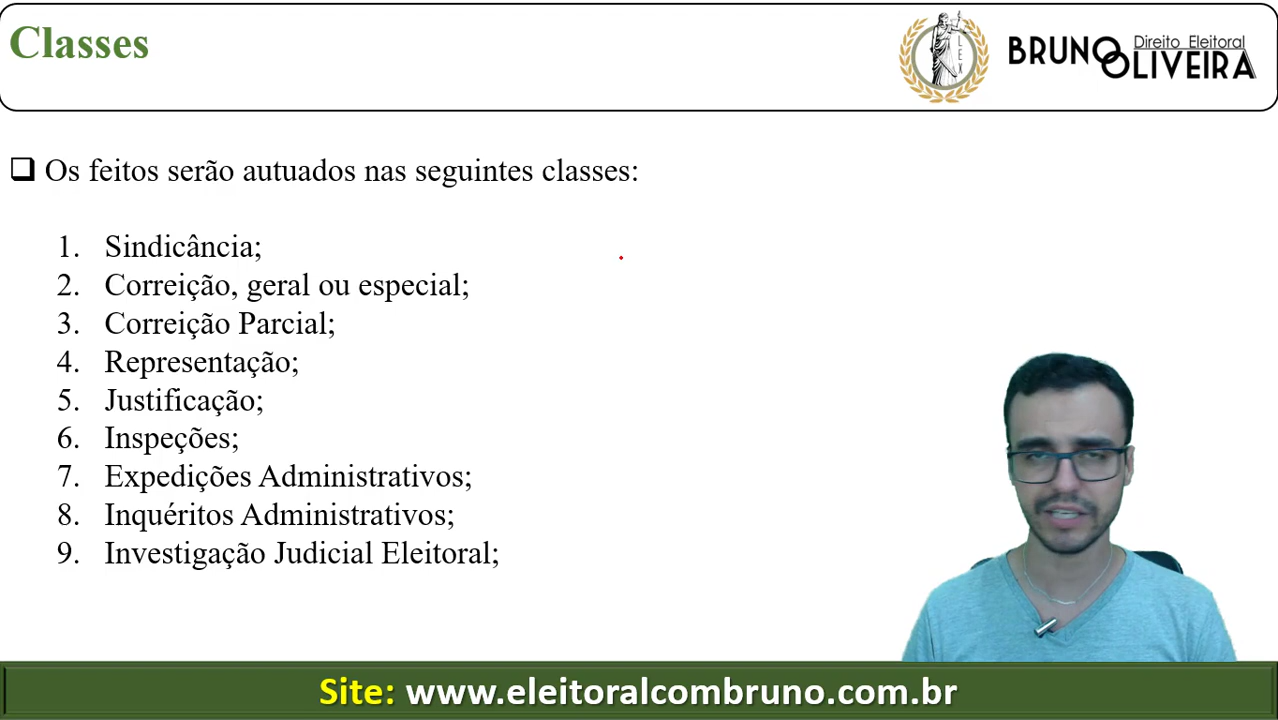 Classes
LEX
BRUNO Direito Eleitoral
OLIVEIRA
Os feitos serão autuados nas seguintes classes:
1. Sindicância;
2. Correição, geral ou especial;
3. Correição Parcial;
4. Representação;
5. Justificação;
6. Inspeções;
7. Expedições Administrativos;
8. Inquéritos Administrativos;
9. Investigação Judicial Eleitoral;
Site: www.eleitoralcombruno.com.br